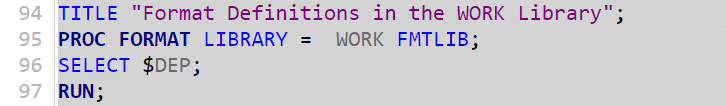 94 TITLE "Format Definitions in the WORK Library";
95 PROC FORMAT LIBRARY =  WORK FMTLIB;
96 SELECT $DEP;
97 RUN;